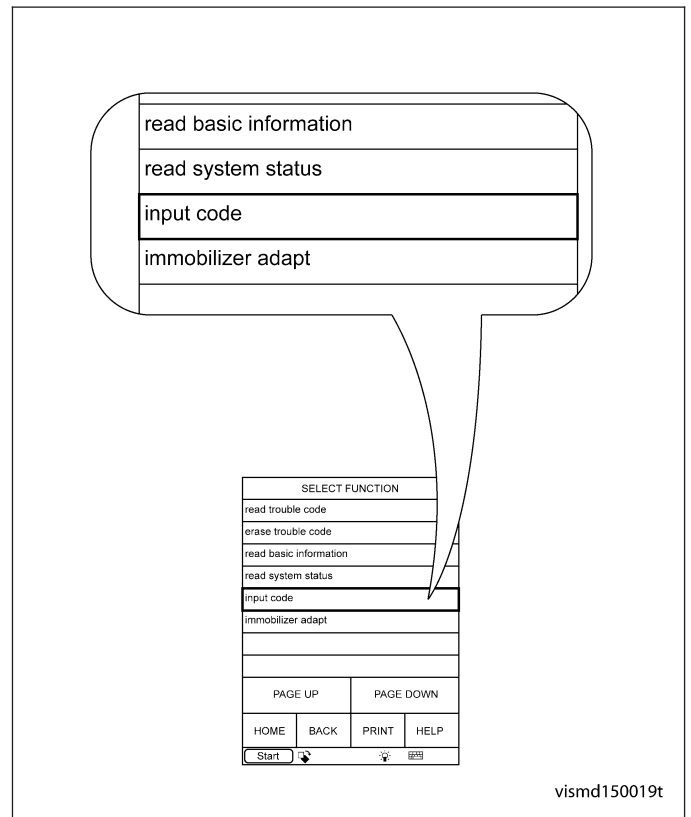 read basic information
read system status
input code
immobilizer adapt
SELECT FUNCTION
read trouble code
erase trouble code
read basic information
read system status
input code
immobilizer adapt
PAGE UP PAGE DOWN
HOME BACK PRINT HELP
Start
vismd150019t